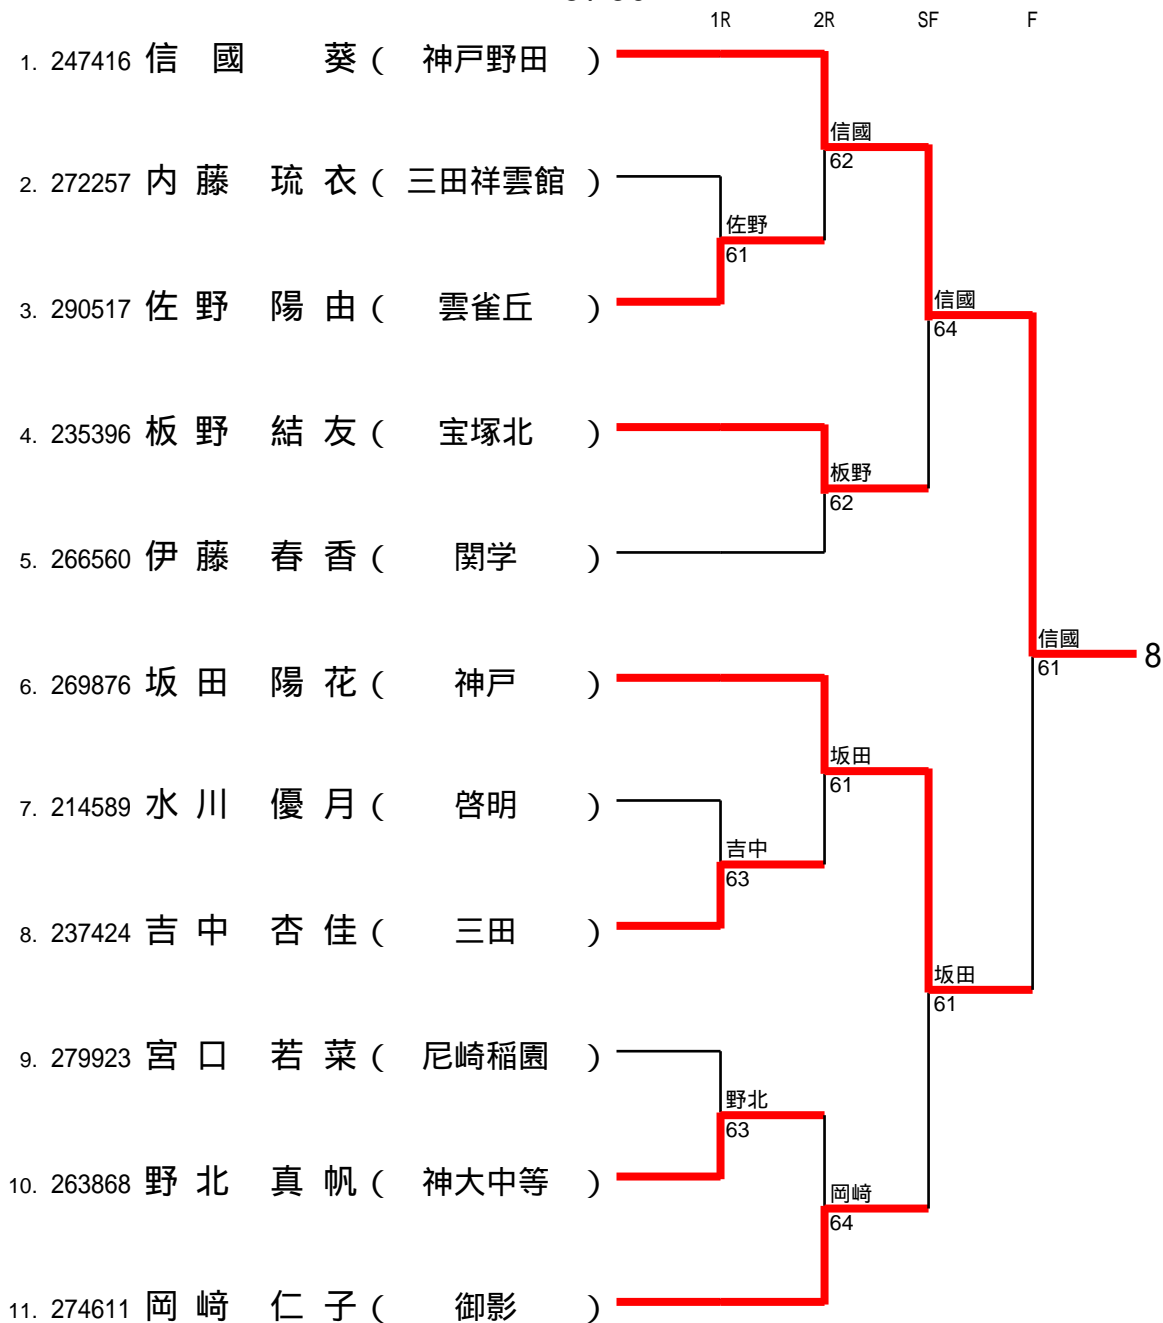 1R 2R SF F
1. 247416 信國 葵 ( 神戸野田 )
信國
62
2. 272257 内藤 琉衣 ( 三田祥雲館 )
佐野
61
3. 290517 佐野 陽由 ( 雲雀丘 )
信國
64
4. 235396 板野 結友 ( 宝塚北 )
板野
62
5. 266560 伊藤 春香 ( 関学 )
信國
61
8
6. 269876 坂田 陽花 ( 神戸 )
坂田
61
7. 214589 水川 優月 ( 啓明 )
吉中
63
8. 237424 吉中 杏佳 ( 三田 )
坂田
61
9. 279923 宮口 若菜 ( 尼崎稲園 )
野北
63
10. 263868 野北 真帆 ( 神大中等 )
岡﨑
64
11. 274611 岡﨑 仁子 ( 御影 )